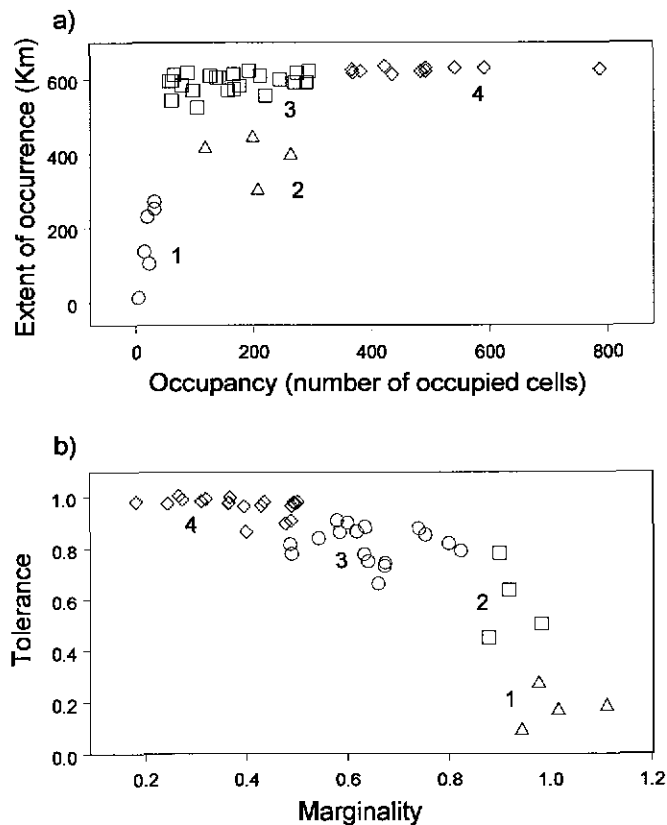 a)
Extent of occurrence (Km)
600
400
200
0
3
4
2
1
0 200 400 600 800
Occupancy (number of occupied cells)
b)
Tolerance
1.0
0.8
0.6
0.4
0.2
0.0
4
3
2
1
0.2 0.4 0.6 0.8 1.0 1.2
Marginality